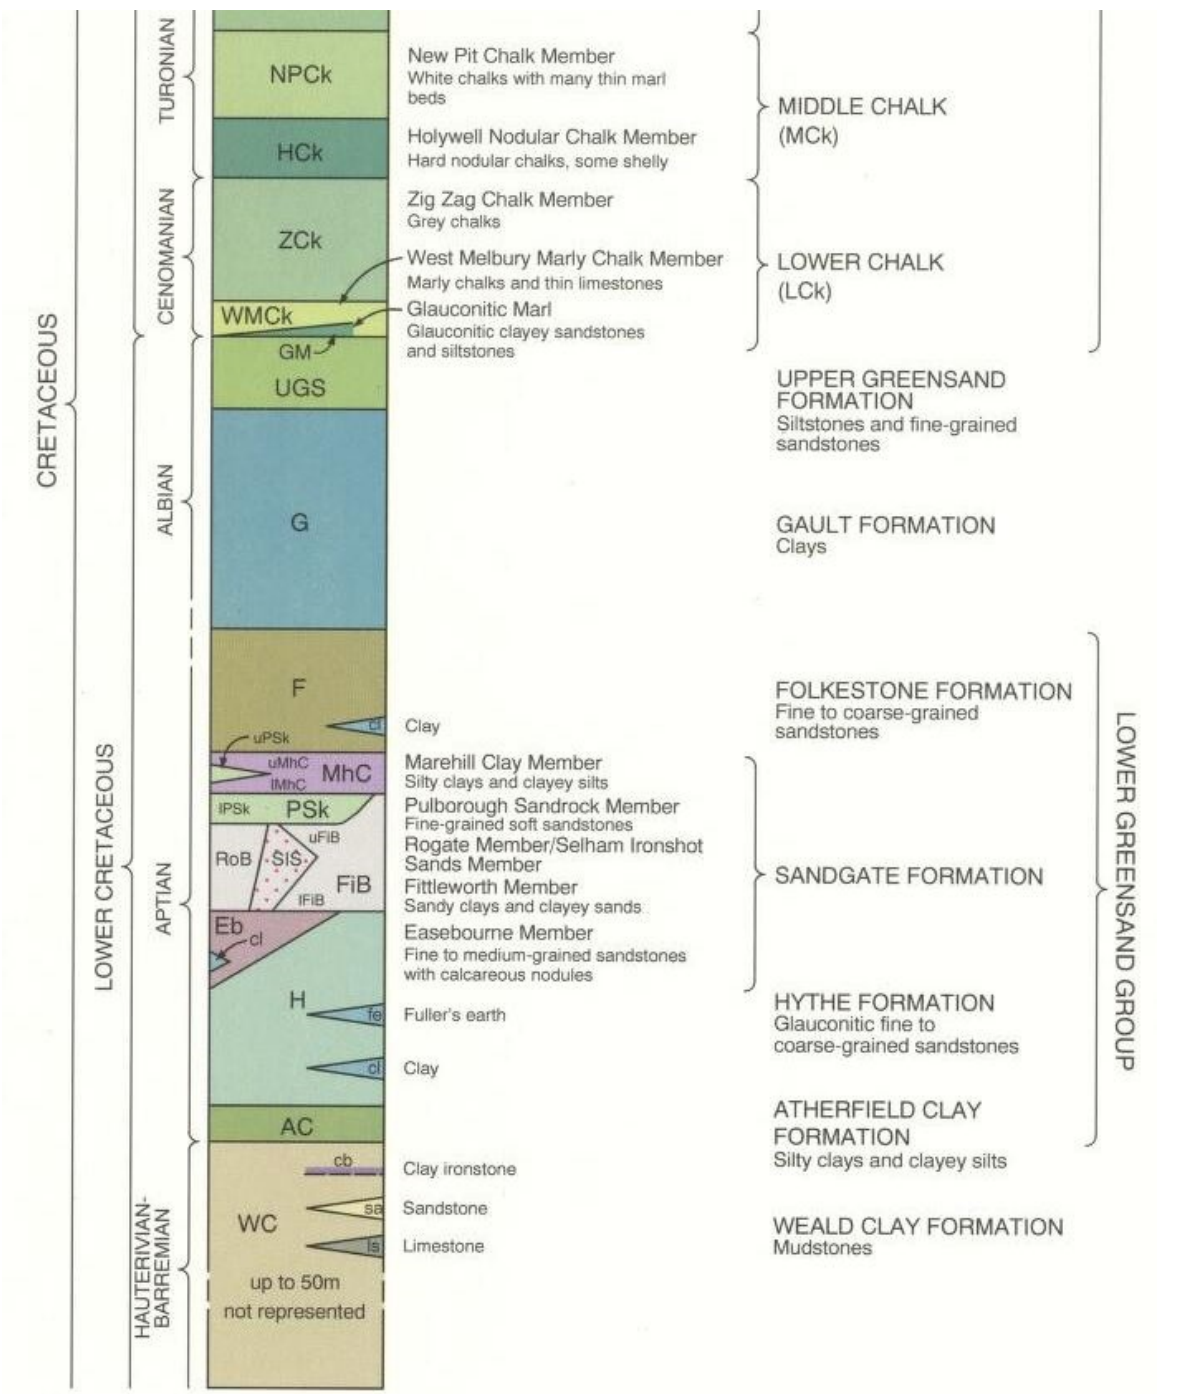 CRETACEOUS
LOWER CRETACEOUS
TURONIAN
CENOMANIAN
ALBIAN
APTIAN
HAUTERIVIAN-
BARREMIAN
NPCk
HCk
ZCk
WMCk
GM
UGS
G
F
cl
uPSk
uMhC
lMhC
MhC
lPSk
PSk
RoB
SIS
uFiB
FiB
lFiB
Eb
cl
H
fe
cl
AC
cb
WC
sa
ls
up to 50m
not represented
New Pit Chalk Member
White chalks with many thin marl
beds
Holywell Nodular Chalk Member
Hard nodular chalks, some shelly
Zig Zag Chalk Member
Grey chalks
West Melbury Marly Chalk Member
Marly chalks and thin limestones
Glauconitic Marl
Glauconitic clayey sandstones
and siltstones
Clay
Marehill Clay Member
Silty clays and clayey silts
Pulborough Sandrock Member
Fine-grained soft sandstones
Rogate Member/Selham Ironshot
Sands Member
Fittleworth Member
Sandy clays and clayey sands
Easebourne Member
Fine to medium-grained sandstones
with calcareous nodules
Fuller's earth
Clay
Clay ironstone
Sandstone
Limestone
MIDDLE CHALK
(MCk)
LOWER CHALK
(LCk)
UPPER GREENSAND
FORMATION
Siltstones and fine-grained
sandstones
GAULT FORMATION
Clays
FOLKESTONE FORMATION
Fine to coarse-grained
sandstones
SANDGATE FORMATION
HYTHE FORMATION
Glauconitic fine to
coarse-grained sandstones
ATHERFIELD CLAY
FORMATION
Silty clays and clayey silts
WEALD CLAY FORMATION
Mudstones
LOWER GREENSAND GROUP